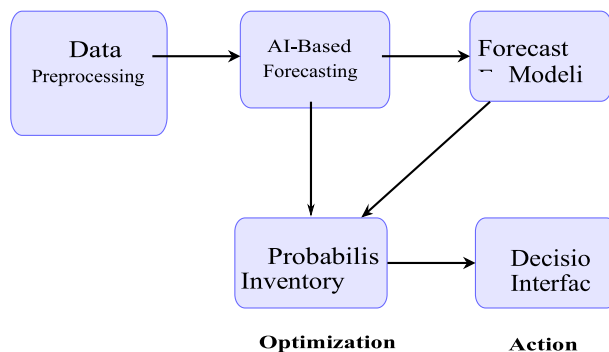 Data
Preprocessing
AI-Based
Forecasting
Forecast
Modeli
Probabilis
Inventory
Decisio
Interfac
Optimization
Action